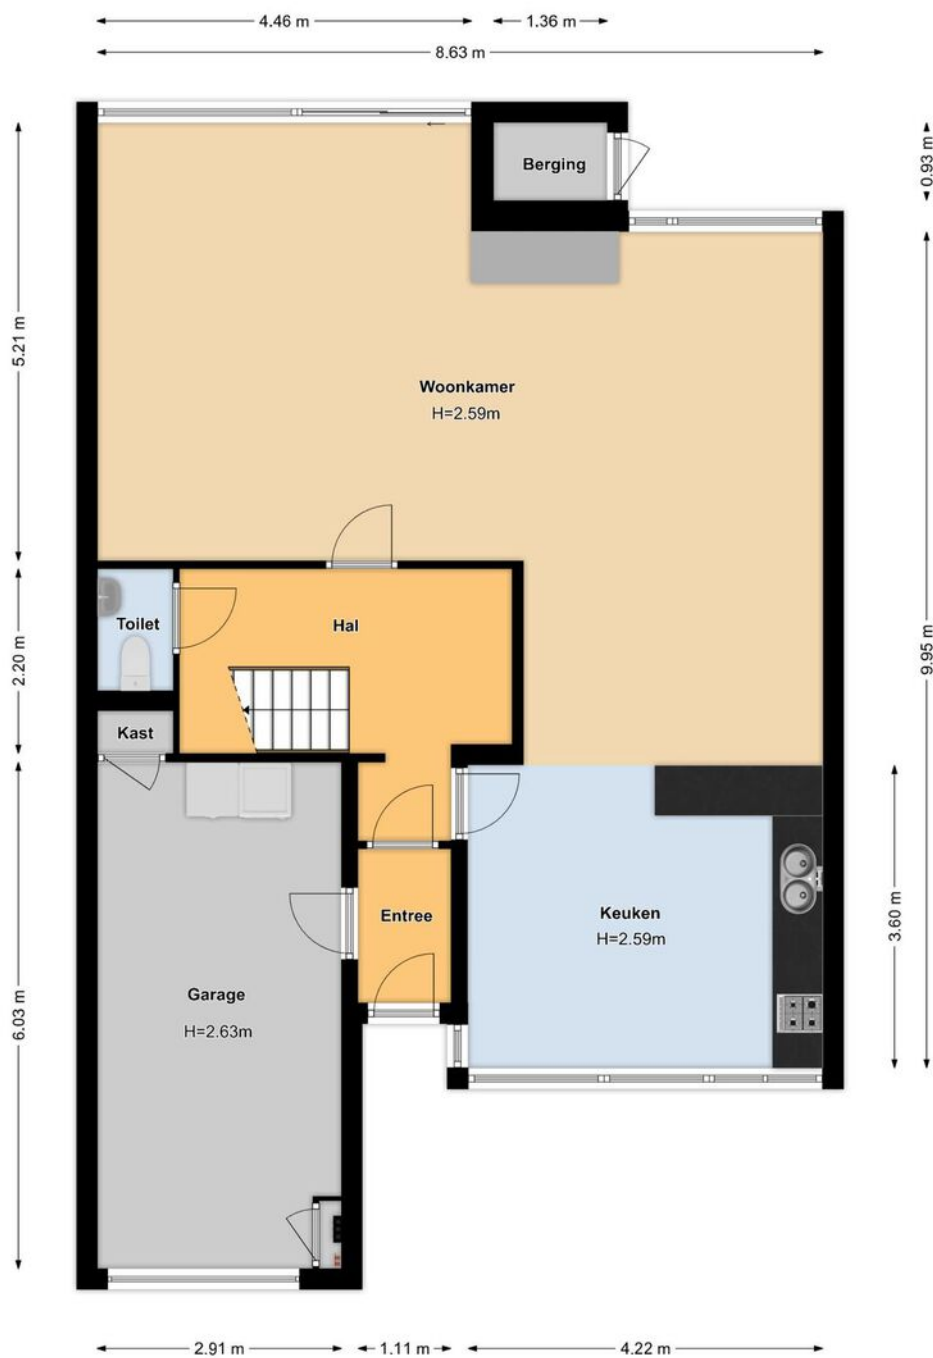 4.46 m
1.36 m
8.63 m
Berging
0.93 m
5.21 m
Woonkamer
H=2.59m
Toilet
Hal
2.20 m
9.95 m
Kast
Keuken
H=2.59m
Entree
3.60 m
Garage
H=2.63m
6.03 m
2.91 m
1.11 m
4.22 m